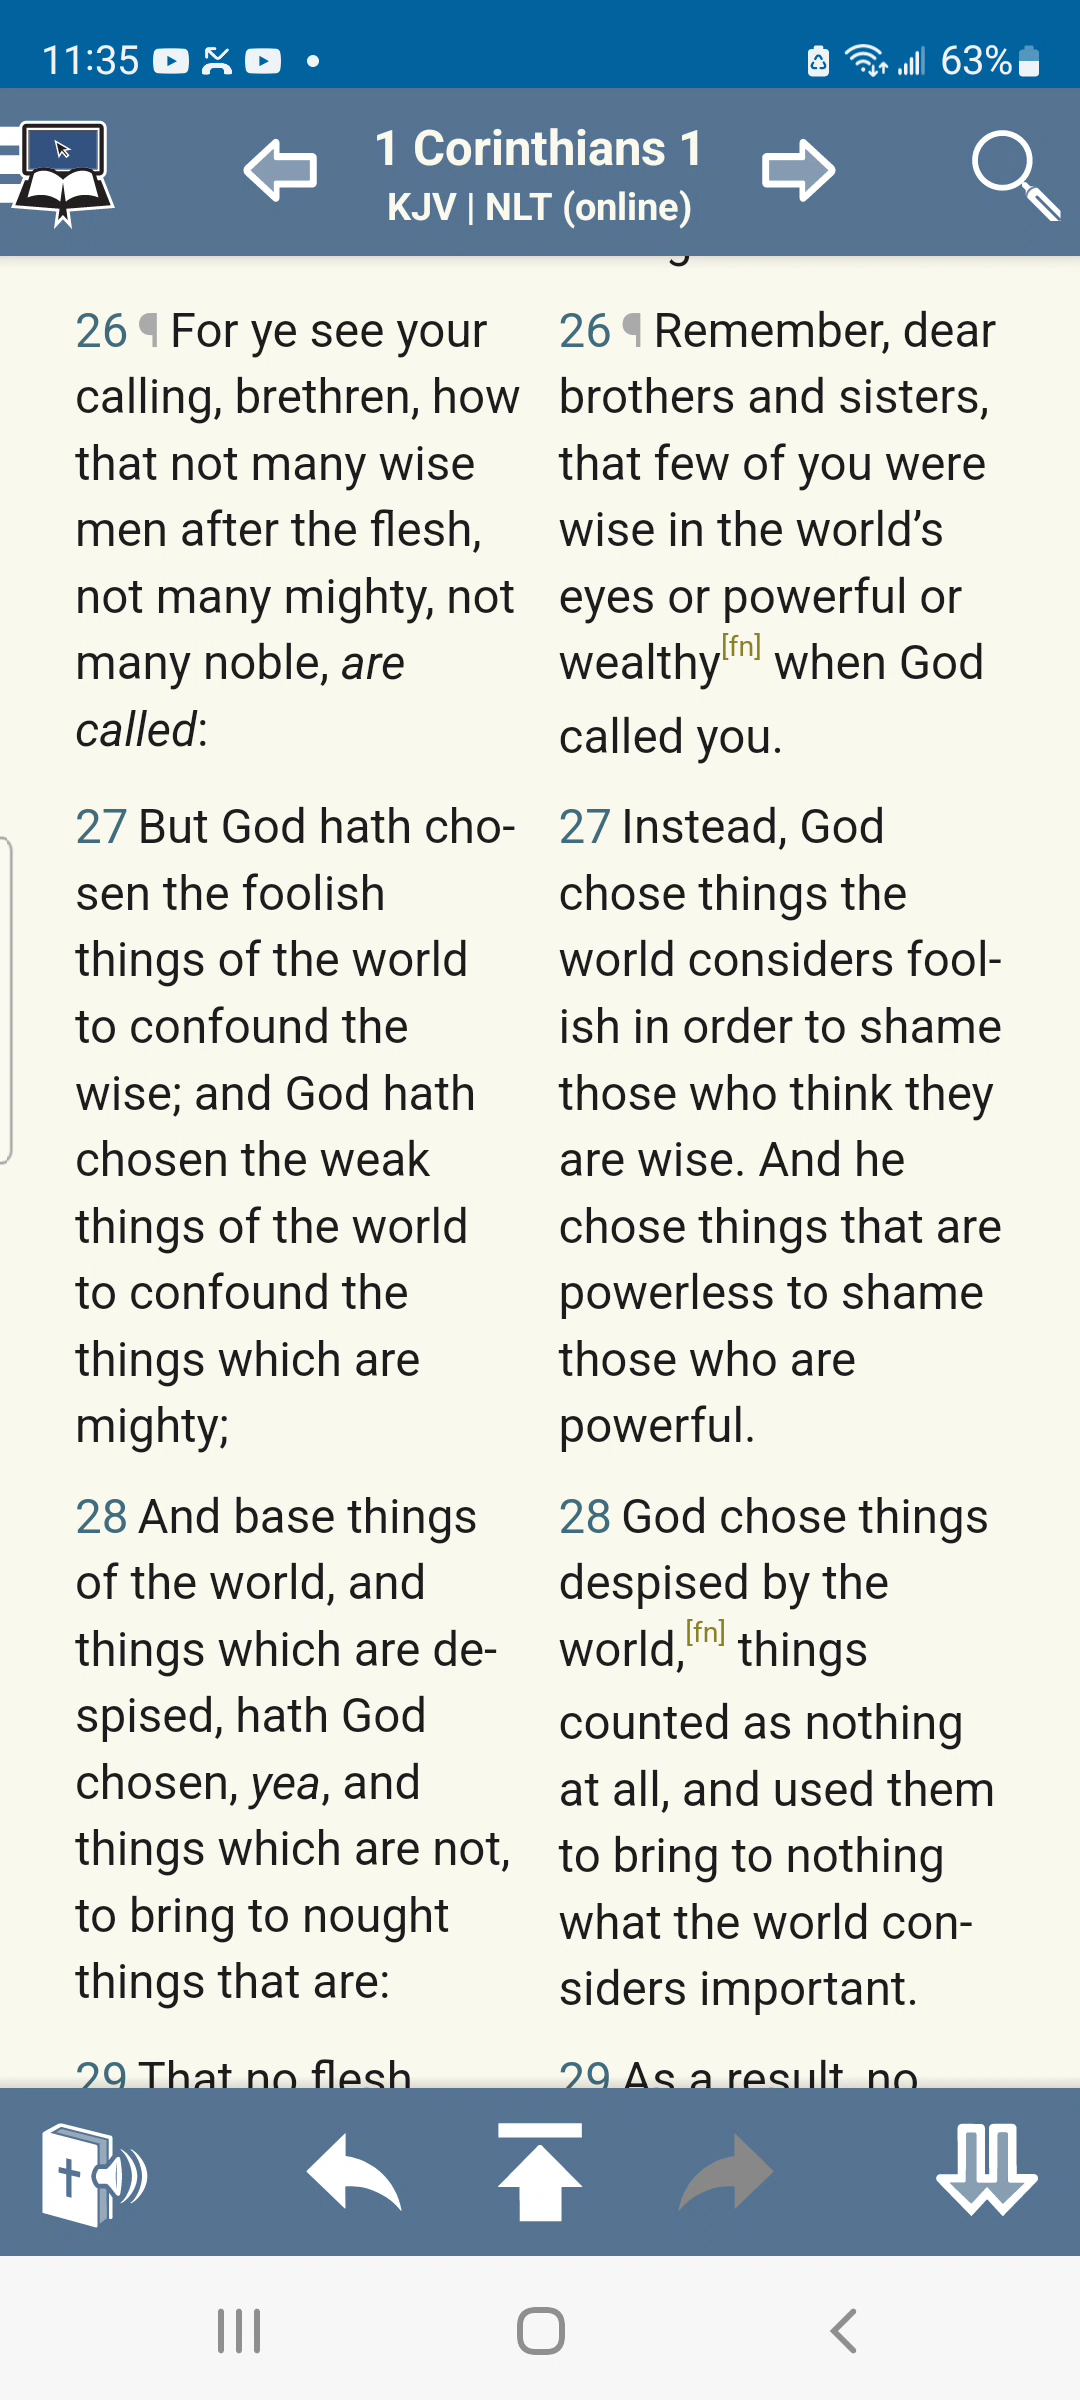 11:35
63%
1 Corinthians 1
KJV | NLT (online)
26 ¶ For ye see your
calling, brethren, how
that not many wise
men after the flesh,
not many mighty, not
many noble, are
called:
27 But God hath cho-
sen the foolish
things of the world
to confound the
wise; and God hath
chosen the weak
things of the world
to confound the
things which are
mighty;
28 And base things
of the world, and
things which are de-
spised, hath God
chosen, yea, and
things which are not,
to bring to nought
things that are:
29 That no flesh
26 ¶ Remember, dear
brothers and sisters,
that few of you were
wise in the world’s
eyes or powerful or
wealthy[fn] when God
called you.
27 Instead, God
chose things the
world considers fool-
ish in order to shame
those who think they
are wise. And he
chose things that are
powerless to shame
those who are
powerful.
28 God chose things
despised by the
world,[fn] things
counted as nothing
at all, and used them
to bring to nothing
what the world con-
siders important.
29 As a result, no